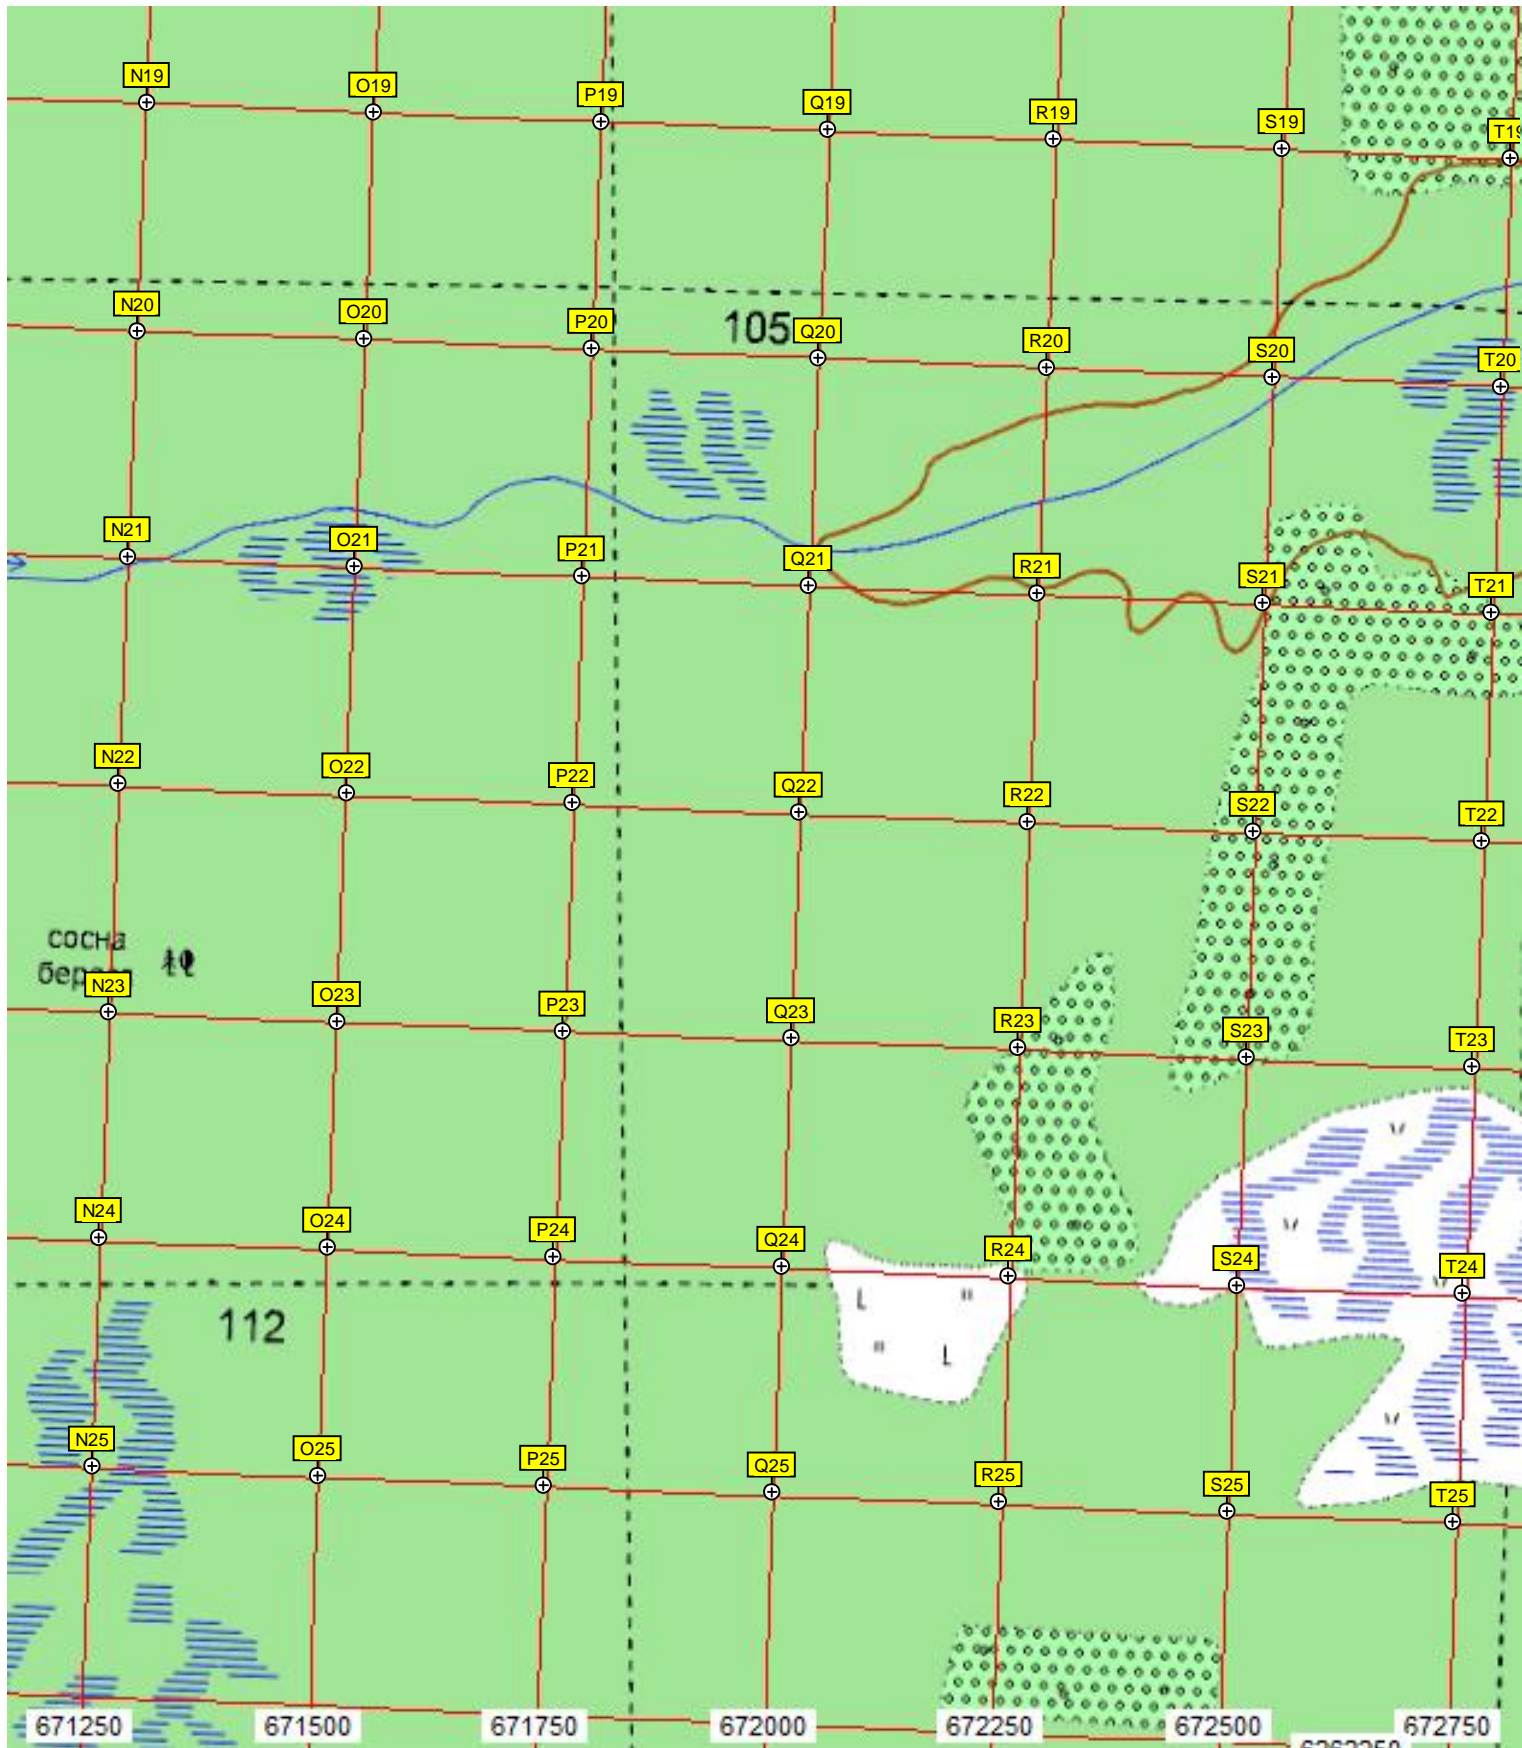 N19 O19 P19 Q19 R19 S19 T19
N20 O20 P20 105 Q20 R20 S20 T20
N21 O21 P21 Q21 R21 S21 T21
N22 O22 P22 Q22 R22 S22 T22
сосна
N23 O23 P23 Q23 R23 S23 T23
N24 O24 P24 Q24 R24 S24 T24
112
N25 O25 P25 Q25 R25 S25 T25
671250 671500 671750 672000 672250 672500 672750